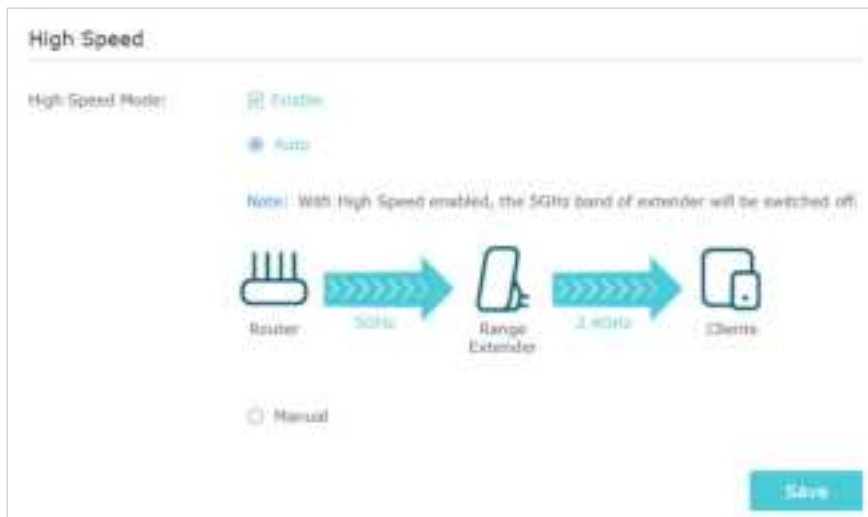 High Speed
High Speed Mode: Enable
Auto
Note: With High Speed enabled, the 5GHz band of extender will be switched off.
5GHz 2.4GHz
Router Range Extender Clients
Manual
Save